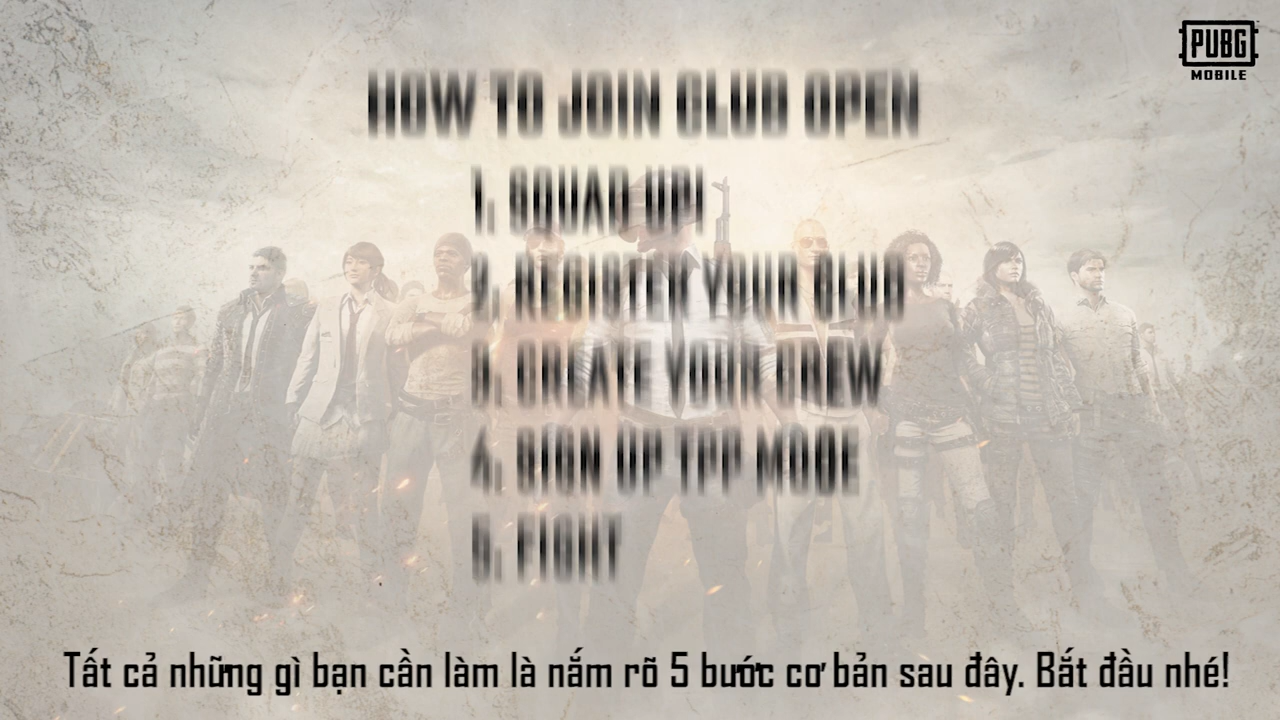 PUBG
MOBILE
HOW TO JOIN CLUB OPEN
1. SQUAD UP!
2. REGISTER YOUR CLUB
3. CREATE YOUR CREW
4. SIGN UP TPP MODE
5. FIGHT
Tất cả những gì bạn cần làm là nắm rõ 5 bước cơ bản sau đây. Bắt đầu nhé!